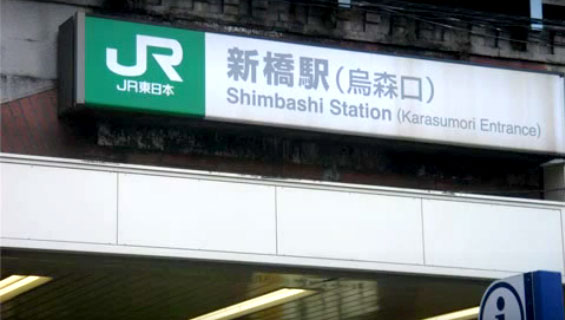 JR
JR東日本
新橋駅(烏森口)
Shimbashi Station (Karasumori Entrance)
i